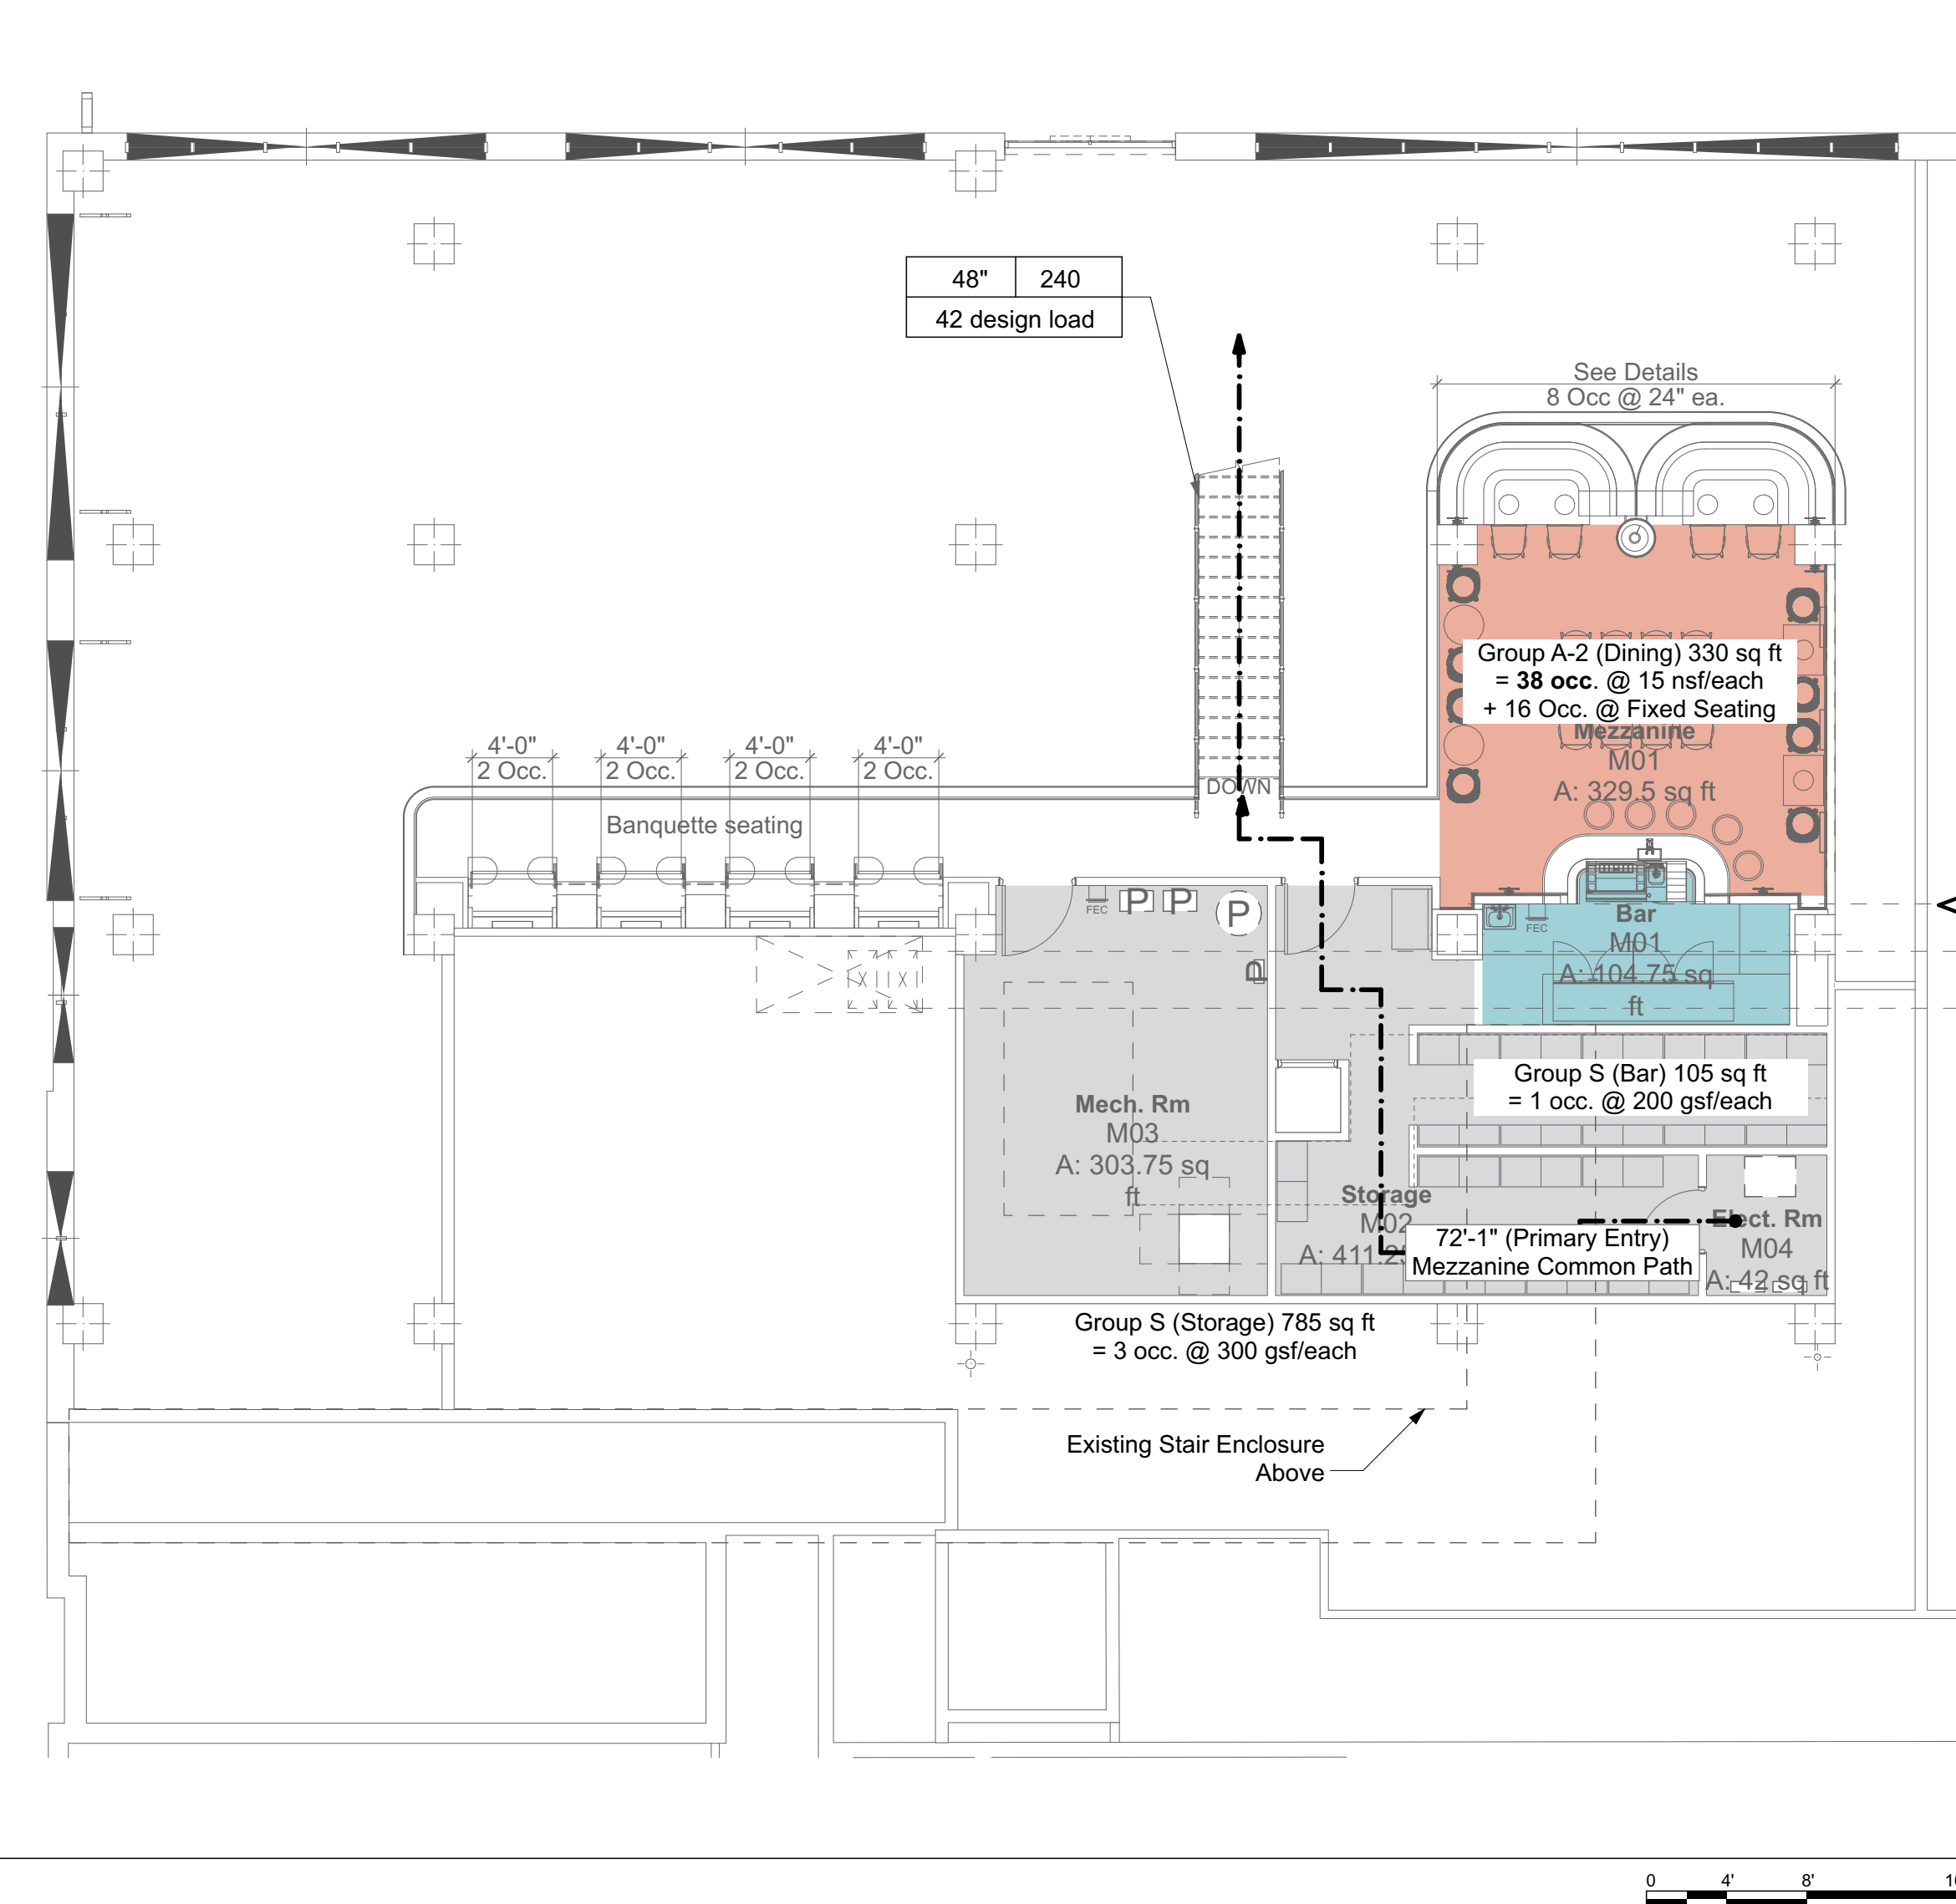 48" 240
42 design load
See Details
8 Occ @ 24" ea.
Group A-2 (Dining) 330 sq ft
= 38 occ. @ 15 nsf/each
+ 16 Occ. @ Fixed Seating
Mezzanine
M01
A: 329.5 sq ft
4'-0" 4'-0" 4'-0" 4'-0"
2 Occ. 2 Occ. 2 Occ. 2 Occ.
DOWN
Banquette seating
FEC P P P
P
FEC
Bar
M01
A: 104.75 sq
ft
Group S (Bar) 105 sq ft
= 1 occ. @ 200 gsf/each
Mech. Rm
M03
A: 303.75 sq
ft
Storage
M02
A:
72'-1" (Primary Entry)
Mezzanine Common Path
Elect. Rm
M04
A: 42 sq ft
Group S (Storage) 785 sq ft
= 3 occ. @ 300 gsf/each
Existing Stair Enclosure
Above
0 4' 8'